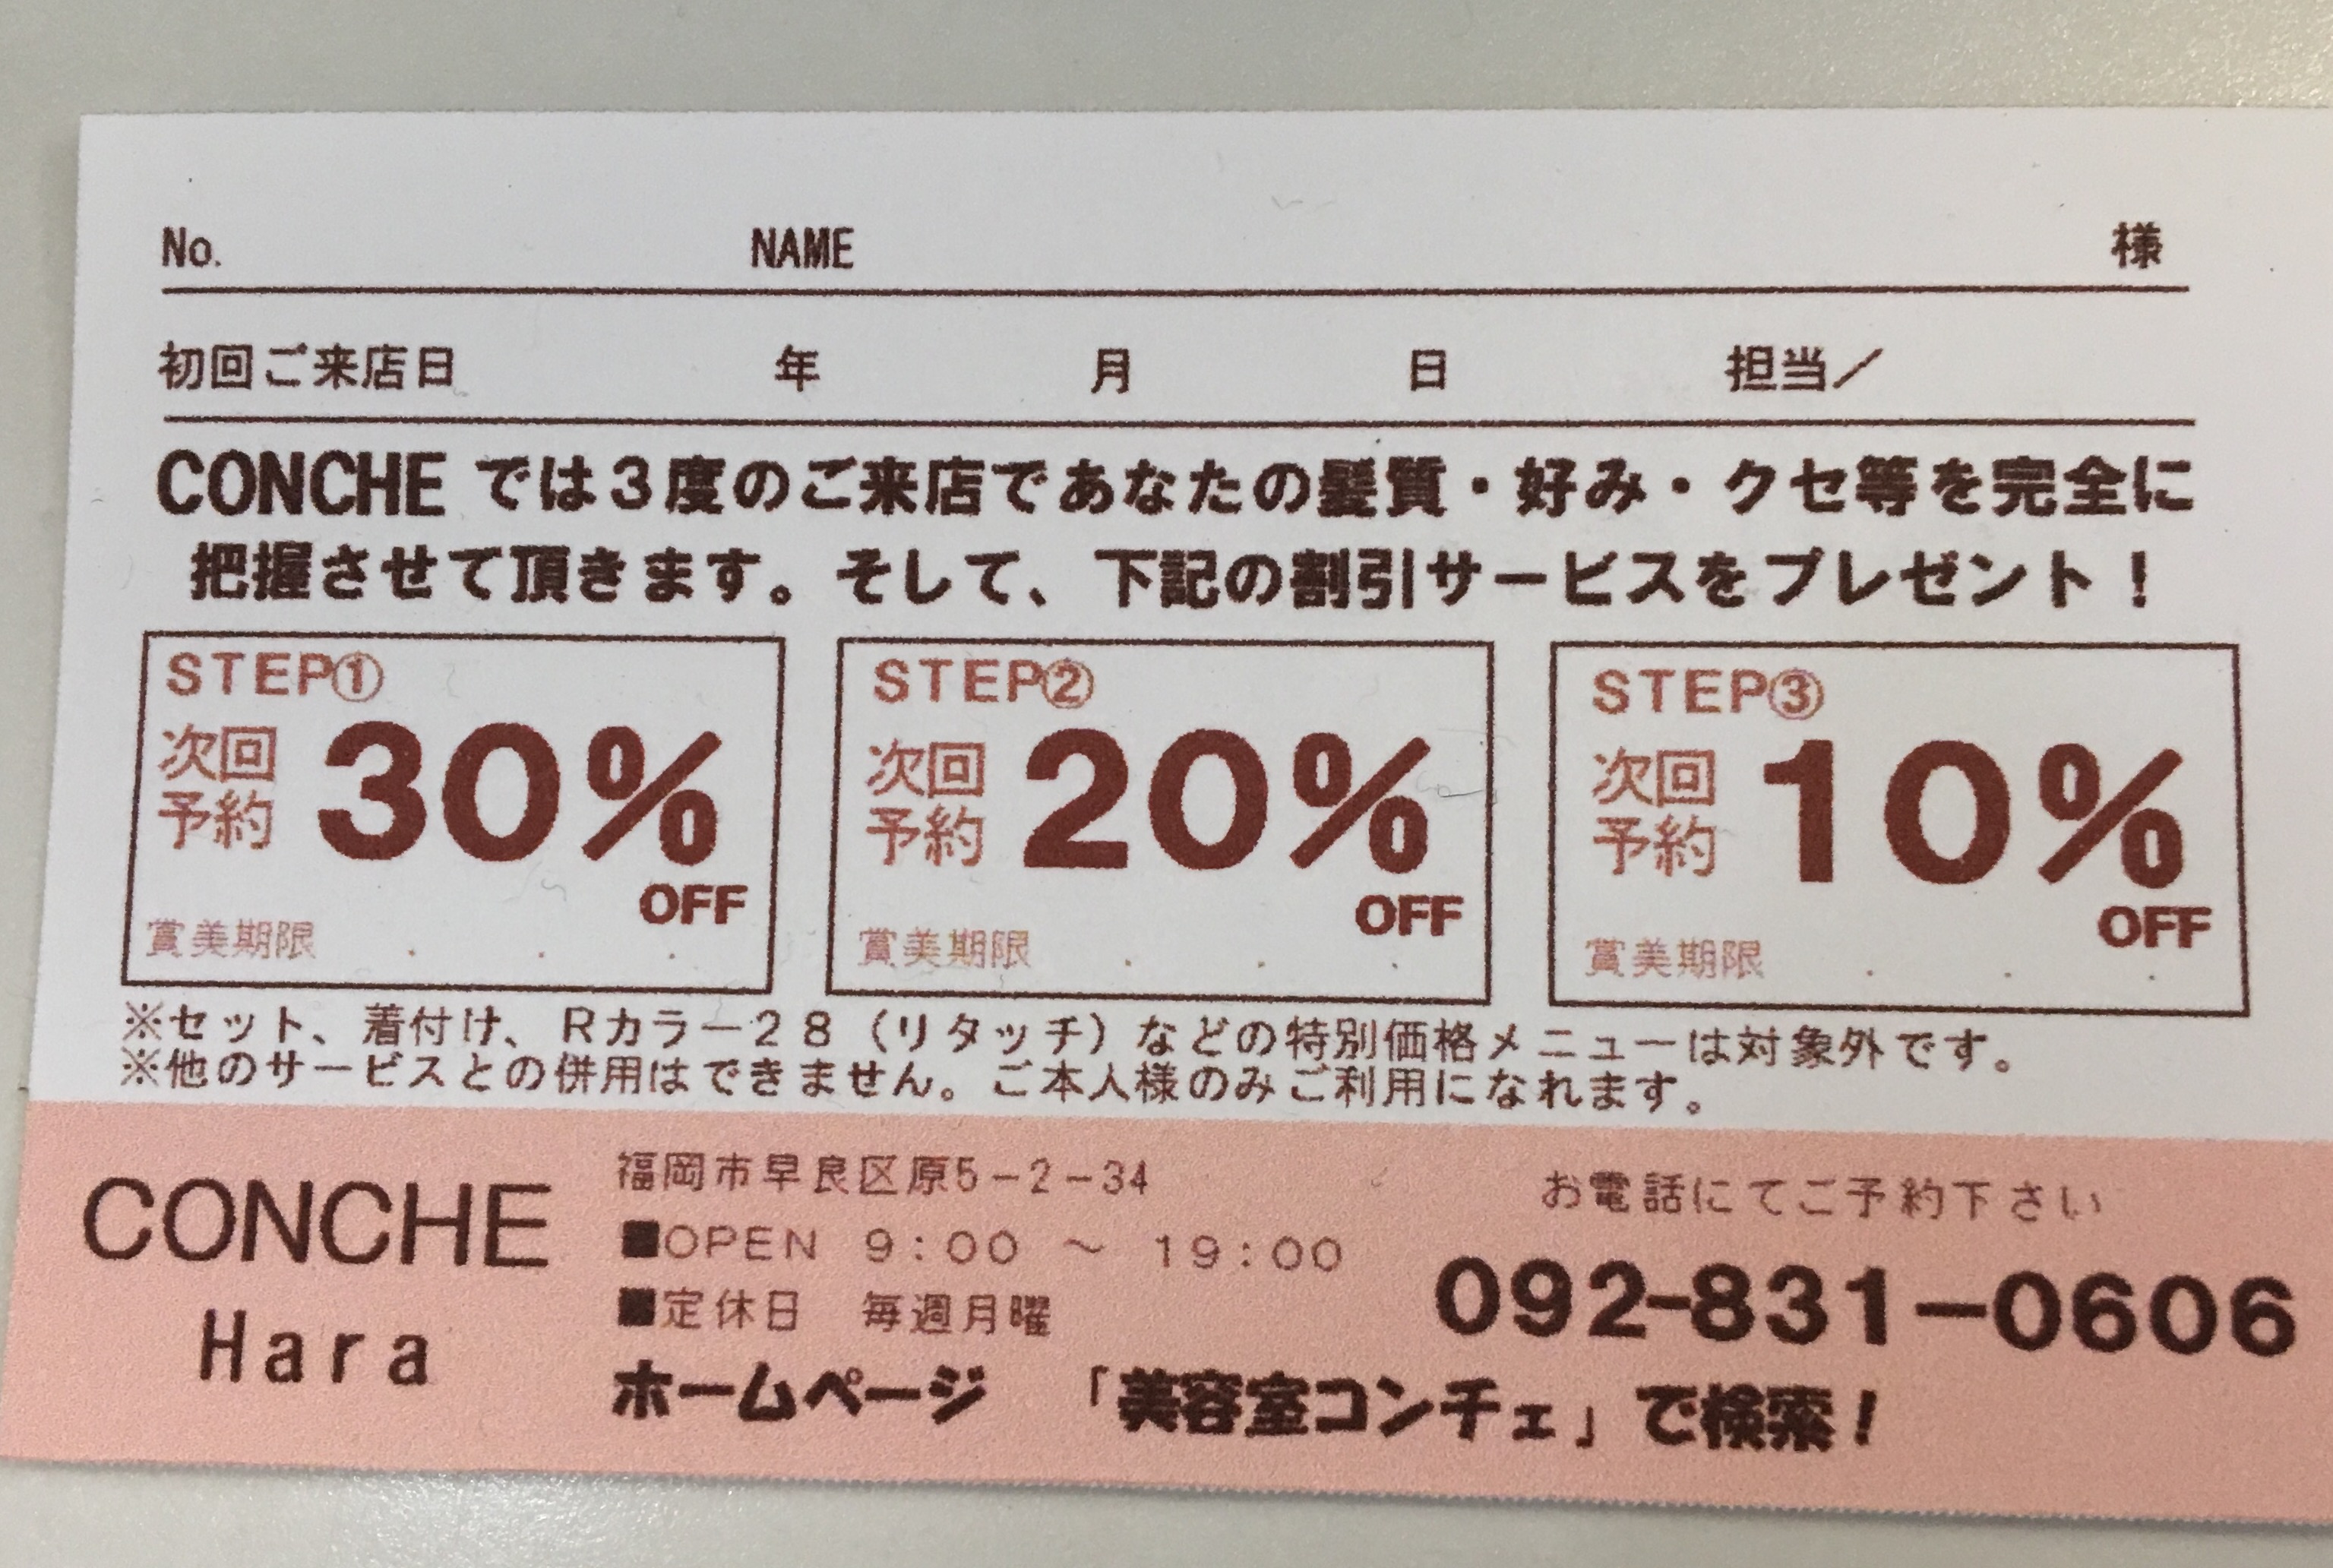 No. NAME 様
初回ご来店日 年 月 日 担当／
CONCHE では３度のご来店であなたの髪質・好み・クセ等を完全に
把握させて頂きます。そして、下記の割引サービスをプレゼント！
STEP①
次回
予約
30%
OFF
賞美期限 . . .
STEP②
次回
予約
20%
OFF
賞美期限 . . .
STEP③
次回
予約
10%
OFF
賞美期限 . . .
※セット、着付け、Rカラー２８（リタッチ）などの特別価格メニューは対象外です。
※他のサービスとの併用はできません。ご本人様のみご利用になれます。
CONCHE
Hara
福岡市早良区原5－2－34
■OPEN 9:00 ～ 19:00
■定休日 毎週月曜
お電話にてご予約下さい
092-831-0606
ホームページ 「美容室コンチェ」で検索！